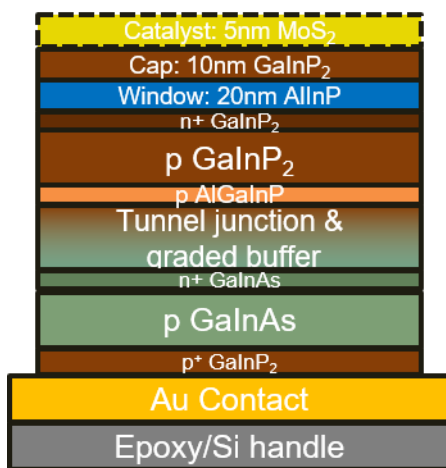 Catalyst: 5nm MoS₂
Cap: 10nm GaInP₂
Window: 20nm AlInP
n+ GaInP₂
p GaInP₂
p AlGaInP
Tunnel junction &
graded buffer
n+ GaInAs
p GaInAs
p⁺ GaInP₂
Au Contact
Epoxy/Si handle